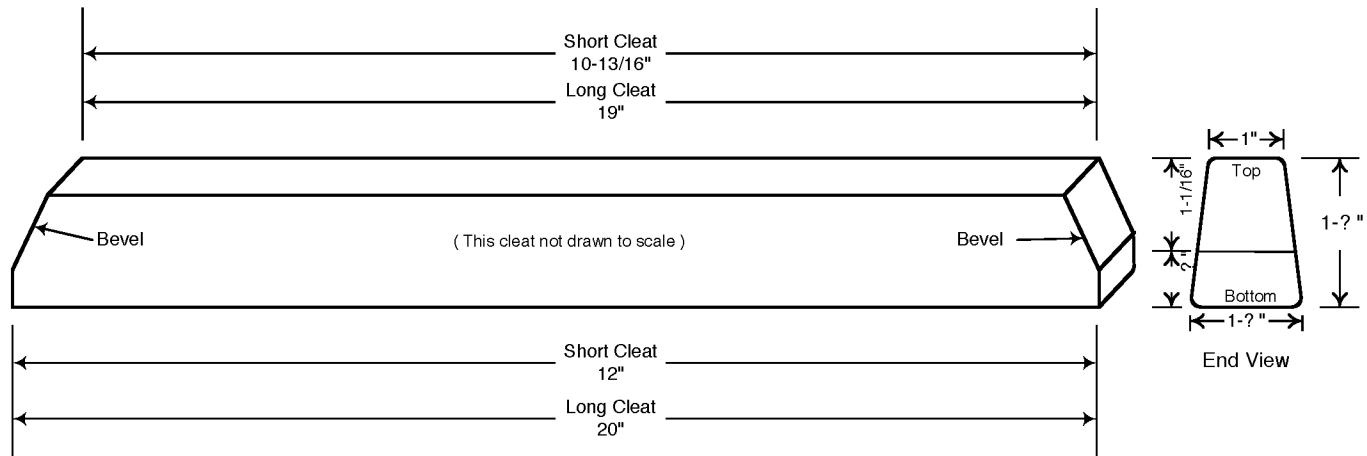 Short Cleat
10-13/16"
Long Cleat
19"
Bevel
( This cleat not drawn to scale )
Bevel
Short Cleat
12"
Long Cleat
20"
1"
Top
1-1/16"
1-? "
? "
Bottom
1-? "
End View